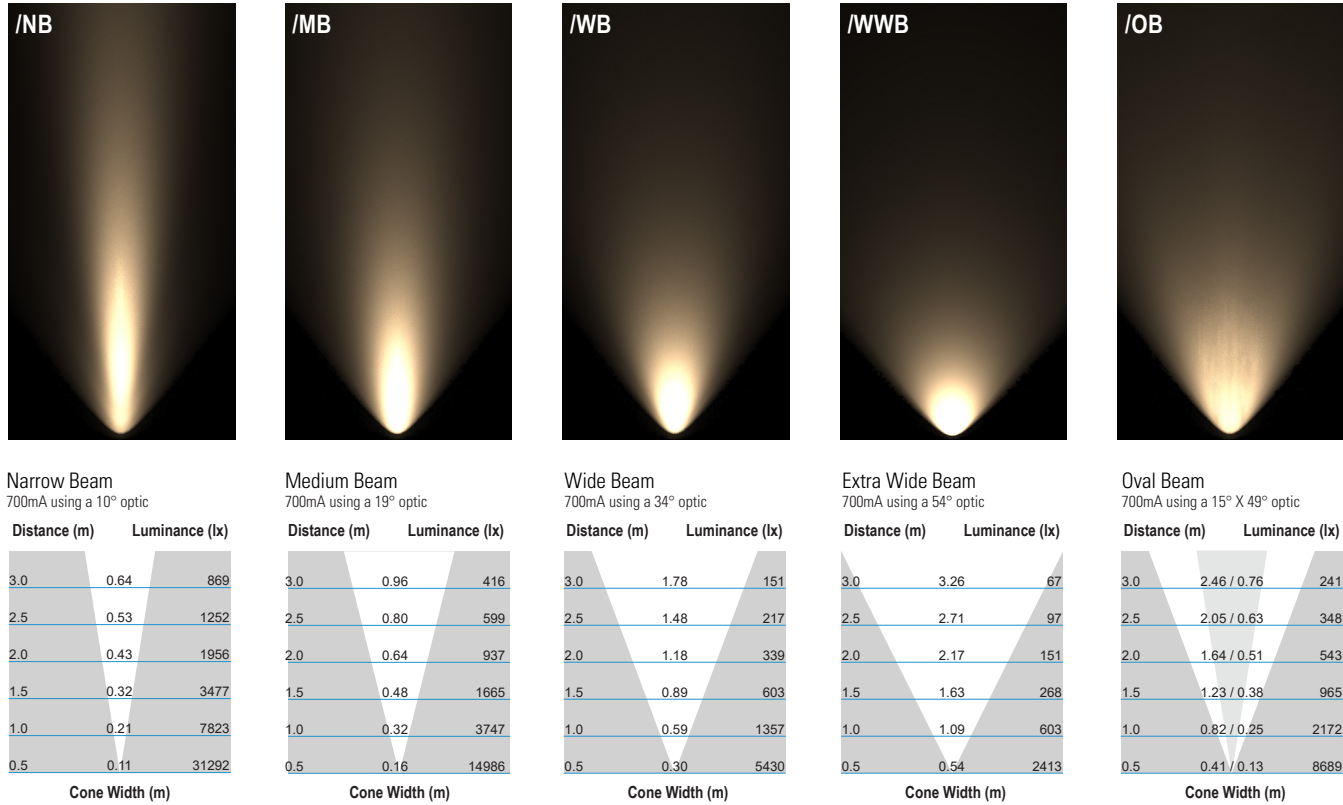 /NB
/MB
/WB
/WWB
/OB
Narrow Beam
700mA using a 10° optic
Distance (m) Luminance (lx)
3.0 0.64 869
2.5 0.53 1252
2.0 0.43 1956
1.5 0.32 3477
1.0 0.21 7823
0.5 0.11 31292
Cone Width (m)
Medium Beam
700mA using a 19° optic
Distance (m) Luminance (lx)
3.0 0.96 416
2.5 0.80 599
2.0 0.64 937
1.5 0.48 1665
1.0 0.32 3747
0.5 0.16 14986
Cone Width (m)
Wide Beam
700mA using a 34° optic
Distance (m) Luminance (lx)
3.0 1.78 151
2.5 1.48 217
2.0 1.18 339
1.5 0.89 603
1.0 0.59 1357
0.5 0.30 5430
Cone Width (m)
Extra Wide Beam
700mA using a 54° optic
Distance (m) Luminance (lx)
3.0 3.26 67
2.5 2.71 97
2.0 2.17 151
1.5 1.63 268
1.0 1.09 603
0.5 0.54 2413
Cone Width (m)
Oval Beam
700mA using a 15° X 49° optic
Distance (m) Luminance (lx)
3.0 2.46 / 0.76 241
2.5 2.05 / 0.63 348
2.0 1.64 / 0.51 543
1.5 1.23 / 0.38 965
1.0 0.82 / 0.25 2172
0.5 0.41 / 0.13 8689
Cone Width (m)